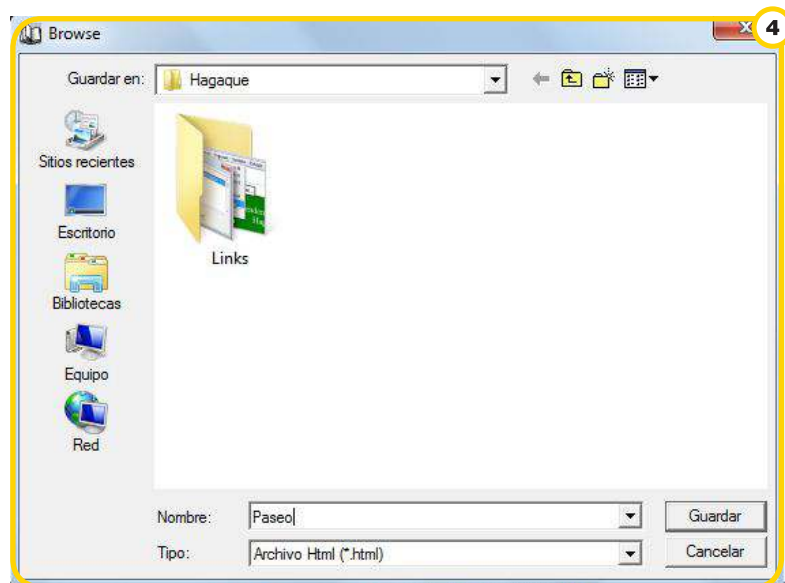 Browse
4
Guardar en: Hagaque
Sitios recientes
Escritorio
Bibliotecas
Equipo
Red
Links
Nombre: Paseo Guardar
Tipo: Archivo Html (*.html) Cancelar